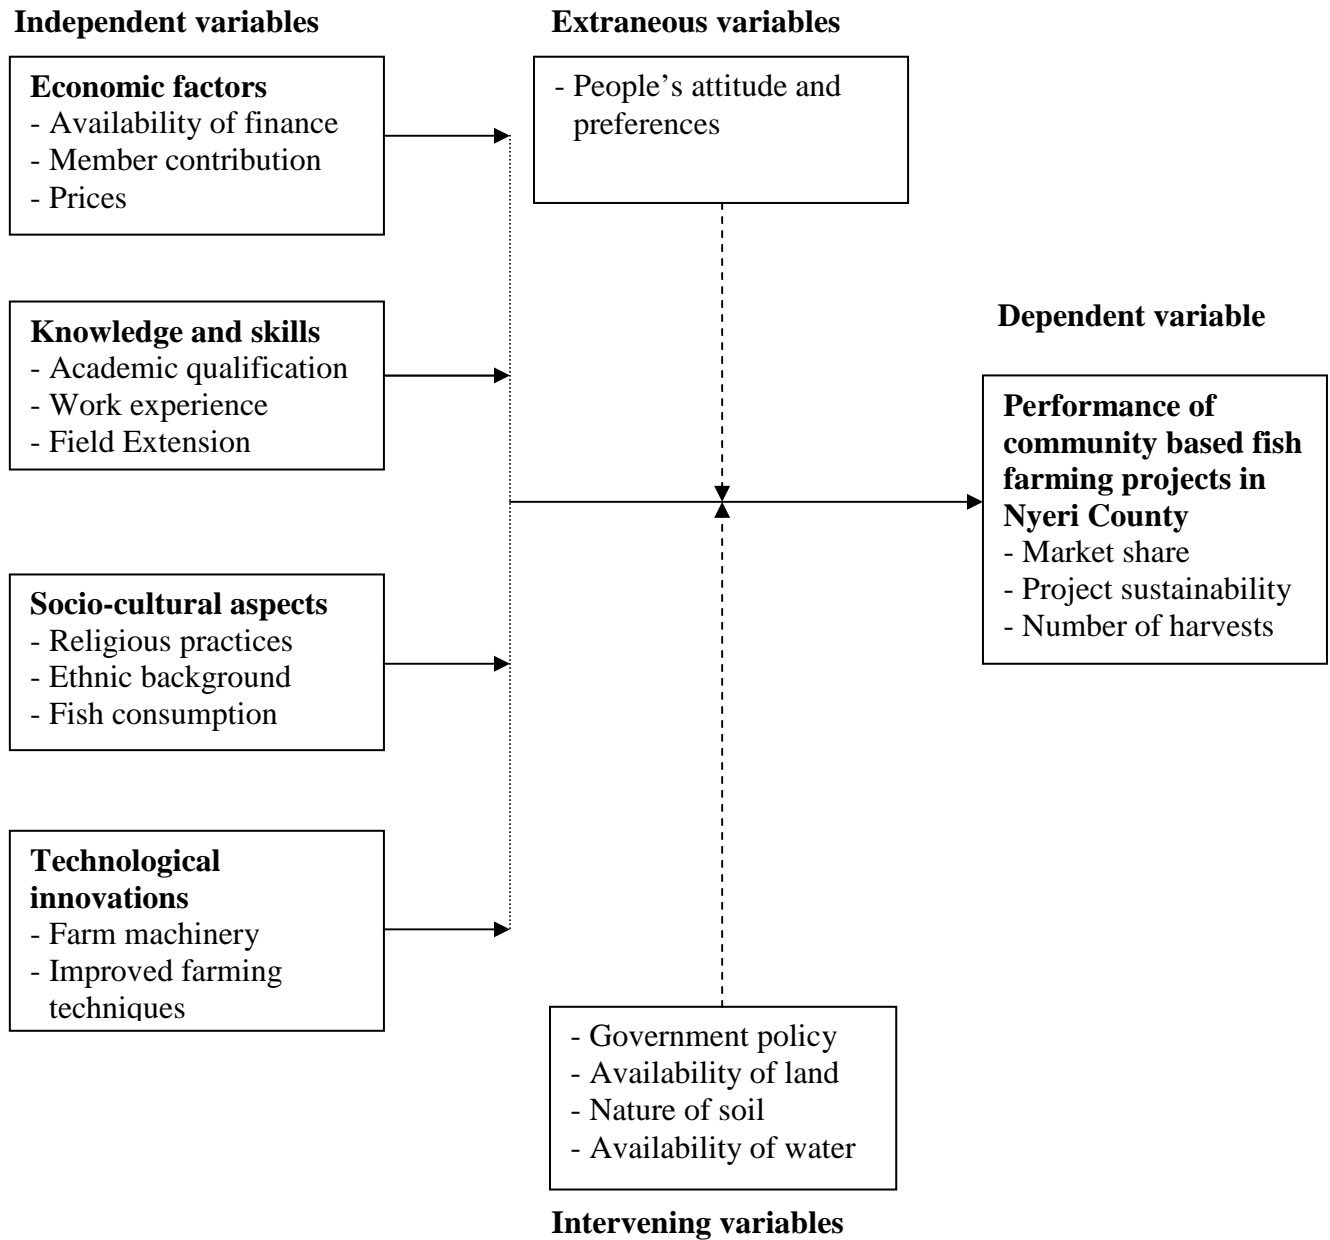 Independent variables
Economic factors
- Availability of finance
- Member contribution
- Prices
Knowledge and skills
- Academic qualification
- Work experience
- Field Extension
Socio-cultural aspects
- Religious practices
- Ethnic background
- Fish consumption
Technological
innovations
- Farm machinery
- Improved farming
techniques
Extraneous variables
- People’s attitude and
preferences
- Government policy
- Availability of land
- Nature of soil
- Availability of water
Intervening variables
Dependent variable
Performance of
community based fish
farming projects in
Nyeri County
- Market share
- Project sustainability
- Number of harvests